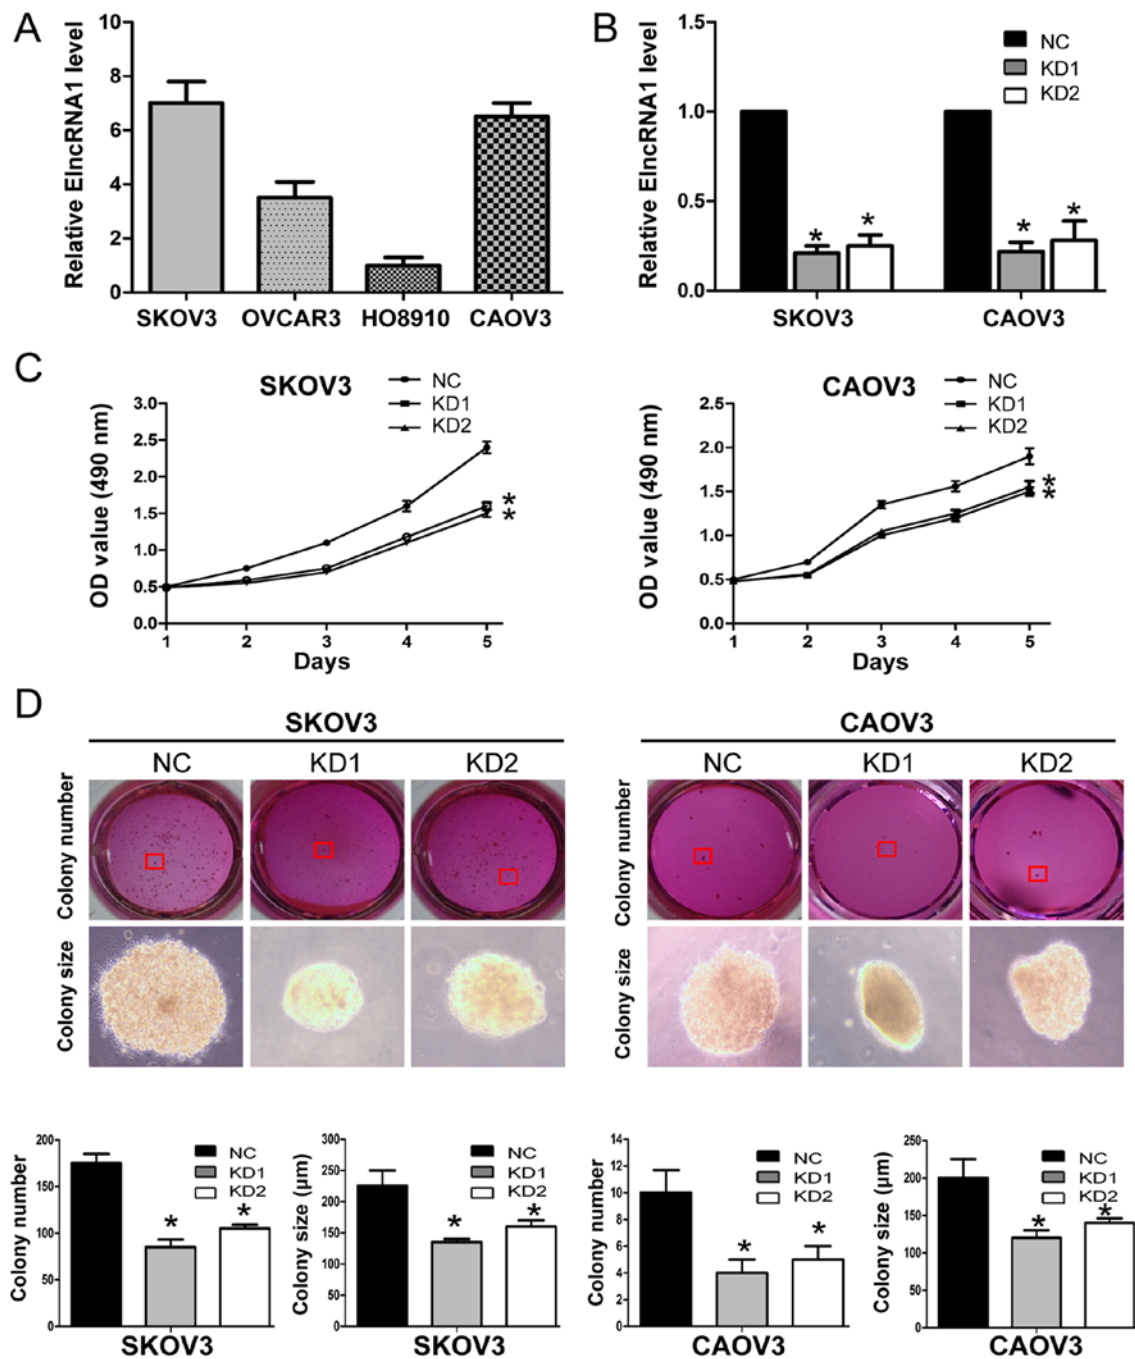 A
Relative ElncRNA1 level
10
8
6
4
2
0
SKOV3 OVCAR3 HO8910 CAOV3
B
Relative ElncRNA1 level
1.5
1.0
0.5
0.0
NC
KD1
KD2
* * * *
SKOV3 CAOV3
C
SKOV3
NC
KD1
KD2
OD value (490 nm)
3.0
2.5
2.0
1.5
1.0
0.5
0.0
*
*
1 2 3 4 5
Days
CAOV3
NC
KD1
KD2
OD value (490 nm)
2.5
2.0
1.5
1.0
0.5
0.0
*
*
1 2 3 4 5
Days
D
SKOV3
NC KD1 KD2
Colony number
Colony size
CAOV3
NC KD1 KD2
Colony number
Colony size
Colony number
200
150
100
50
0
NC
KD1
KD2
* *
SKOV3
Colony size (μm)
300
250
200
150
100
50
0
NC
KD1
KD2
* *
SKOV3
Colony number
14
12
10
8
6
4
2
0
NC
KD1
KD2
* *
CAOV3
Colony size (μm)
250
200
150
100
50
0
NC
KD1
KD2
* *
CAOV3